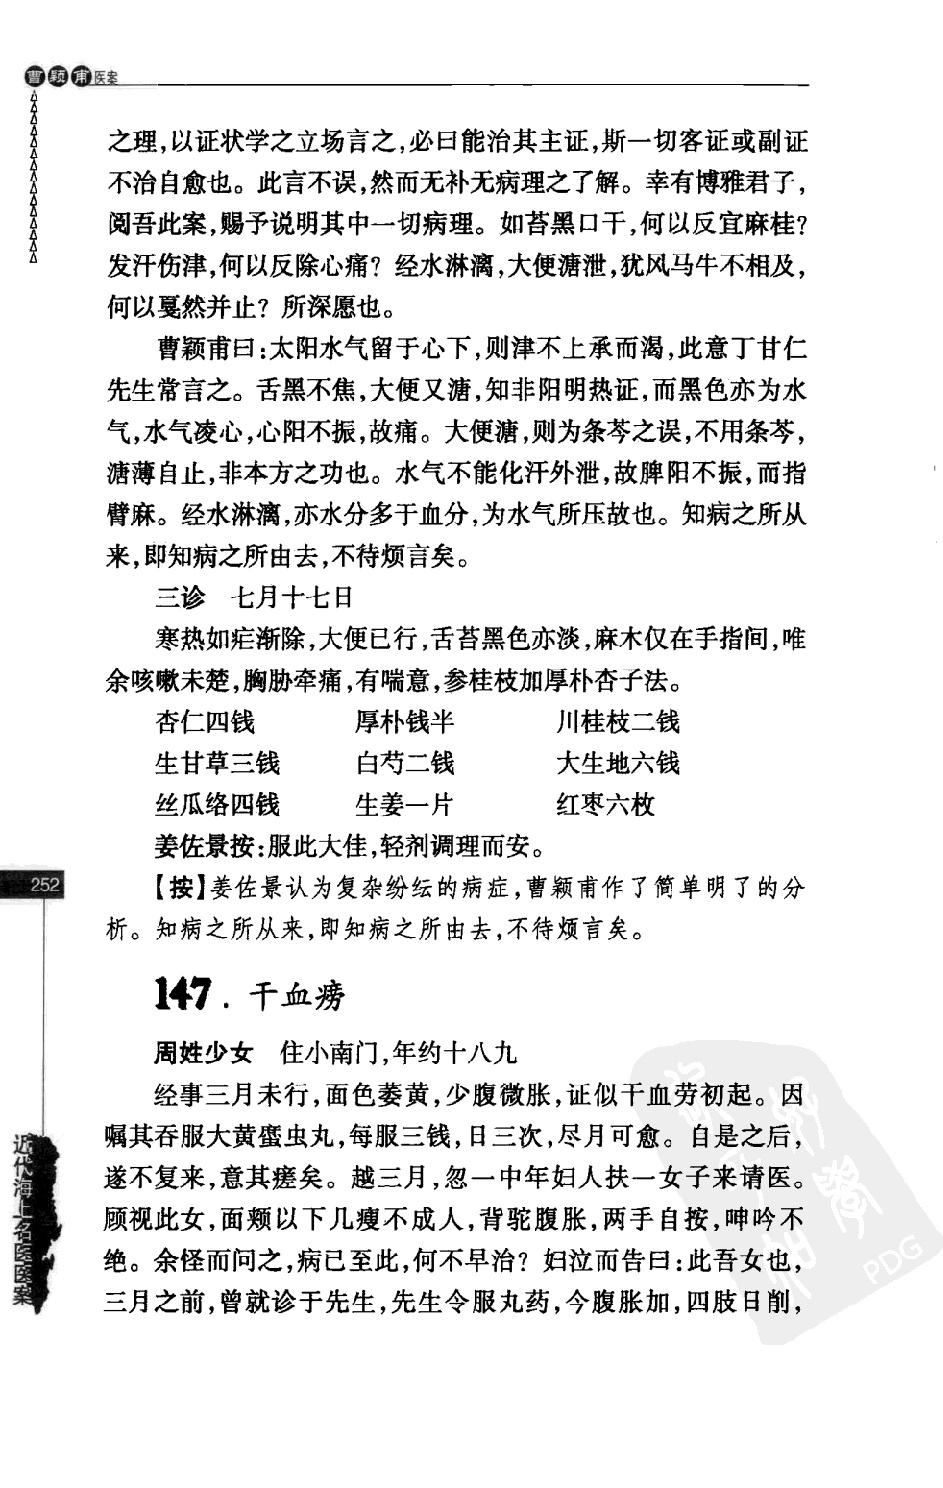 曹颖甫医案
之理,以证状学之立场言之,必曰能治其主证,斯一切客证或副证
不治自愈也。此言不误,然而无补无病理之了解。幸有博雅君子,
阅吾此案,赐予说明其中一切病理。如苔黑口干,何以反宜麻桂?
发汗伤津,何以反除心痛?经水淋漓,大便溏泄,犹风马牛不相及,
何以戛然并止?所深愿也。
曹颖甫曰:太阳水气留于心下,则津不上承而渴,此意丁甘仁
先生常言之。舌黑不焦,大便又溏,知非阳明热证,而黑色亦为水
气,水气凌心,心阳不振,故痛。大便溏,则为条芩之误,不用条芩,
溏薄自止,非本方之功也。水气不能化汗外泄,故脾阳不振,而指
臂麻。经水淋漓,亦水分多于血分,为水气所压故也。知病之所从
来,即知病之所由去,不待烦言矣。
三诊 七月十七日
寒热如疟渐除,大便已行,舌苔黑色亦淡,麻木仅在手指间,唯
余咳嗽未楚,胸胁牵痛,有喘意,参桂枝加厚朴杏子法。
杏仁四钱 厚朴钱半 川桂枝二钱
生甘草三钱 白芍二钱 大生地六钱
丝瓜络四钱 生姜一片 红枣六枚
姜佐景按:服此大佳,轻剂调理而安。
【按】姜佐景认为复杂纷纭的病症,曹颖甫作了简单明了的分
析。知病之所从来,即知病之所由去,不待烦言矣。
252
147.干血痨
周姓少女 住小南门,年约十八九
经事三月未行,面色萎黄,少腹微胀,证似干血劳初起。因
嘱其吞服大黄䗪虫丸,每服三钱,日三次,尽月可愈。自是之后,
遂不复来,意其瘥矣。越三月,忽一中年妇人扶一女子来请医。
顾视此女,面颊以下几瘦不成人,背驼腹胀,两手自按,呻吟不
绝。余怪而问之,病已至此,何不早治?妇泣而告曰:此吾女也,
三月之前,曾就诊于先生,先生令服丸药,今腹胀加,四肢日削,
近代海上名医医案
PDG